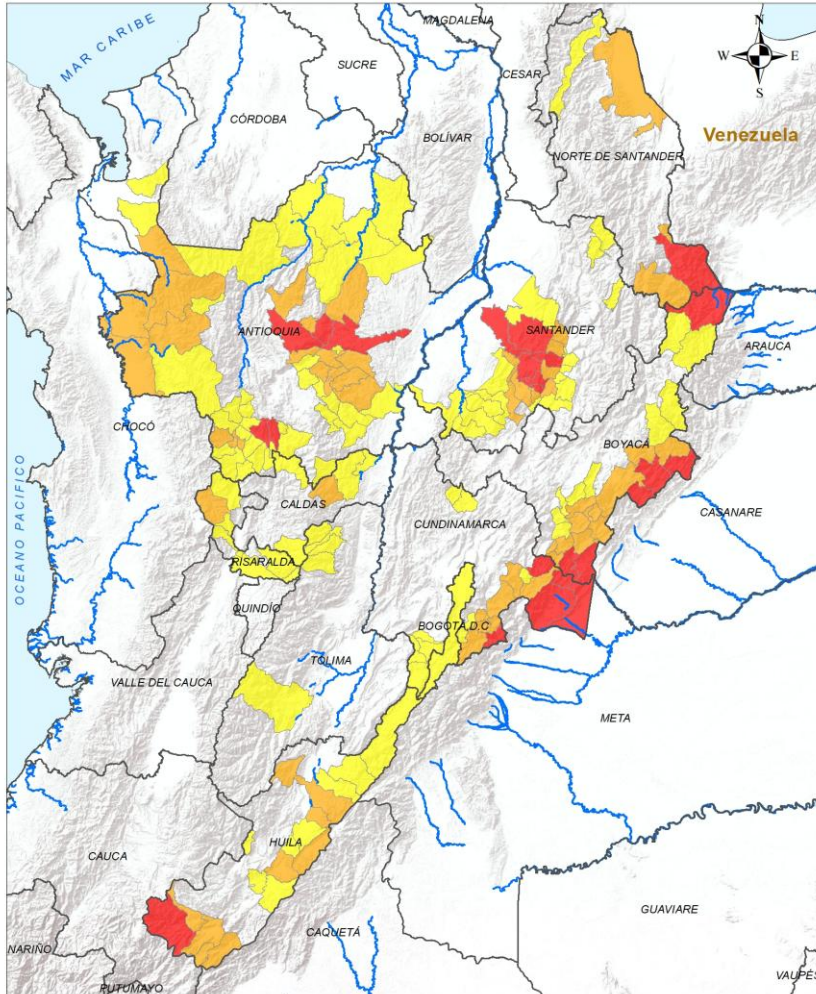 MAGDALENA
MAR CARIBE
N
W E
S
SUCRE
CESAR
CÓRDOBA
BOLÍVAR
Venezuela
NORTE DE SANTANDER
ANTIOQUIA
SANTANDER
ARAUCA
CHOCÓ
BOYACÁ
CALDAS
CUNDINAMARCA
CASANARE
OCEANO PACIFICO
RISARALDA
QUINDÍO
BOGOTÁ, D.C
TOLIMA
VALLE DEL CAUCA
META
CAUCA
HUILA
GUAVIARE
CAQUETÁ
NARIÑO
PUTUMAYO
VAUPÉS